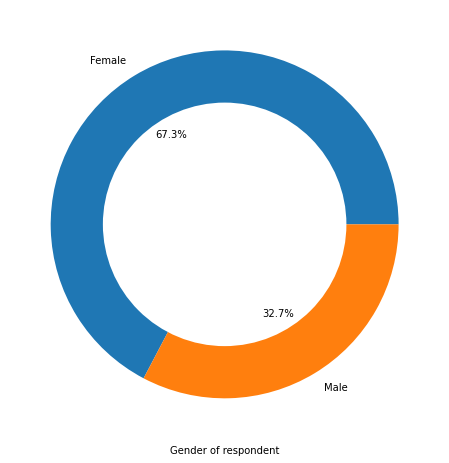 Female
67.3%
32.7%
Male
Gender of respondent